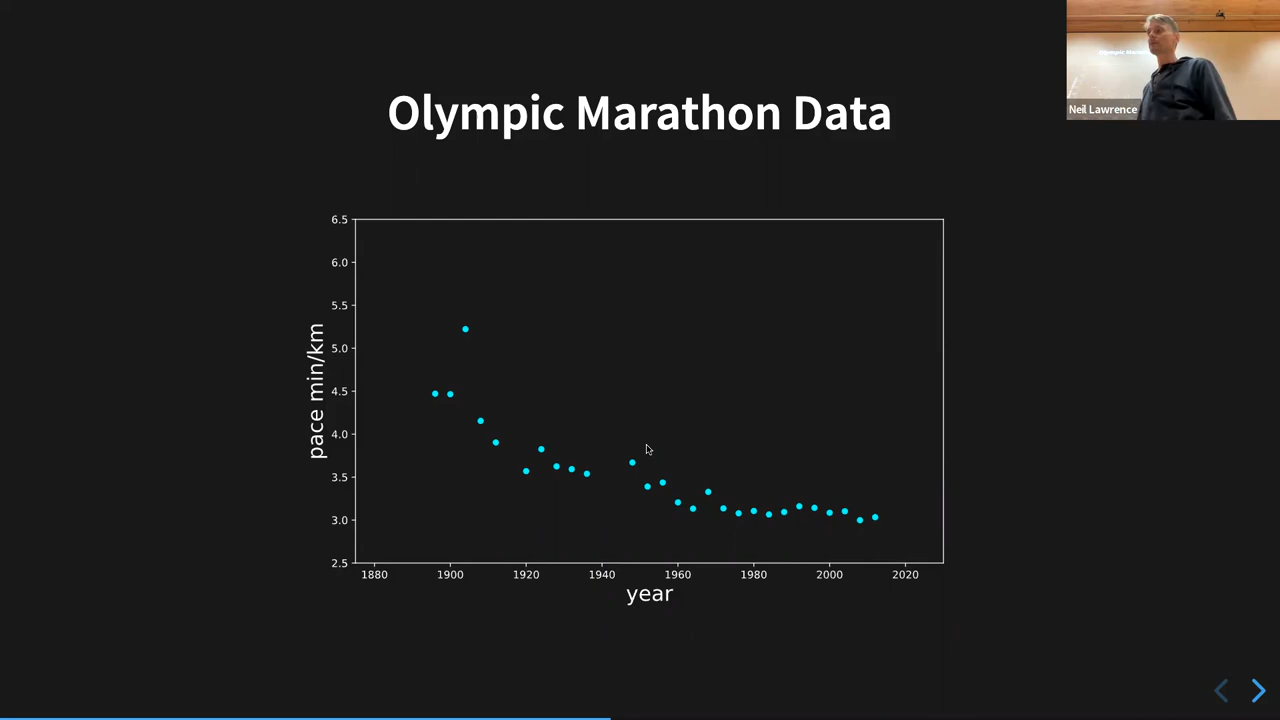 Olympic Marathon Data
Neil Lawrence
6.5
6.0
5.5
5.0
4.5
4.0
3.5
3.0
2.5
pace min/km
1880 1900 1920 1940 1960 1980 2000 2020
year